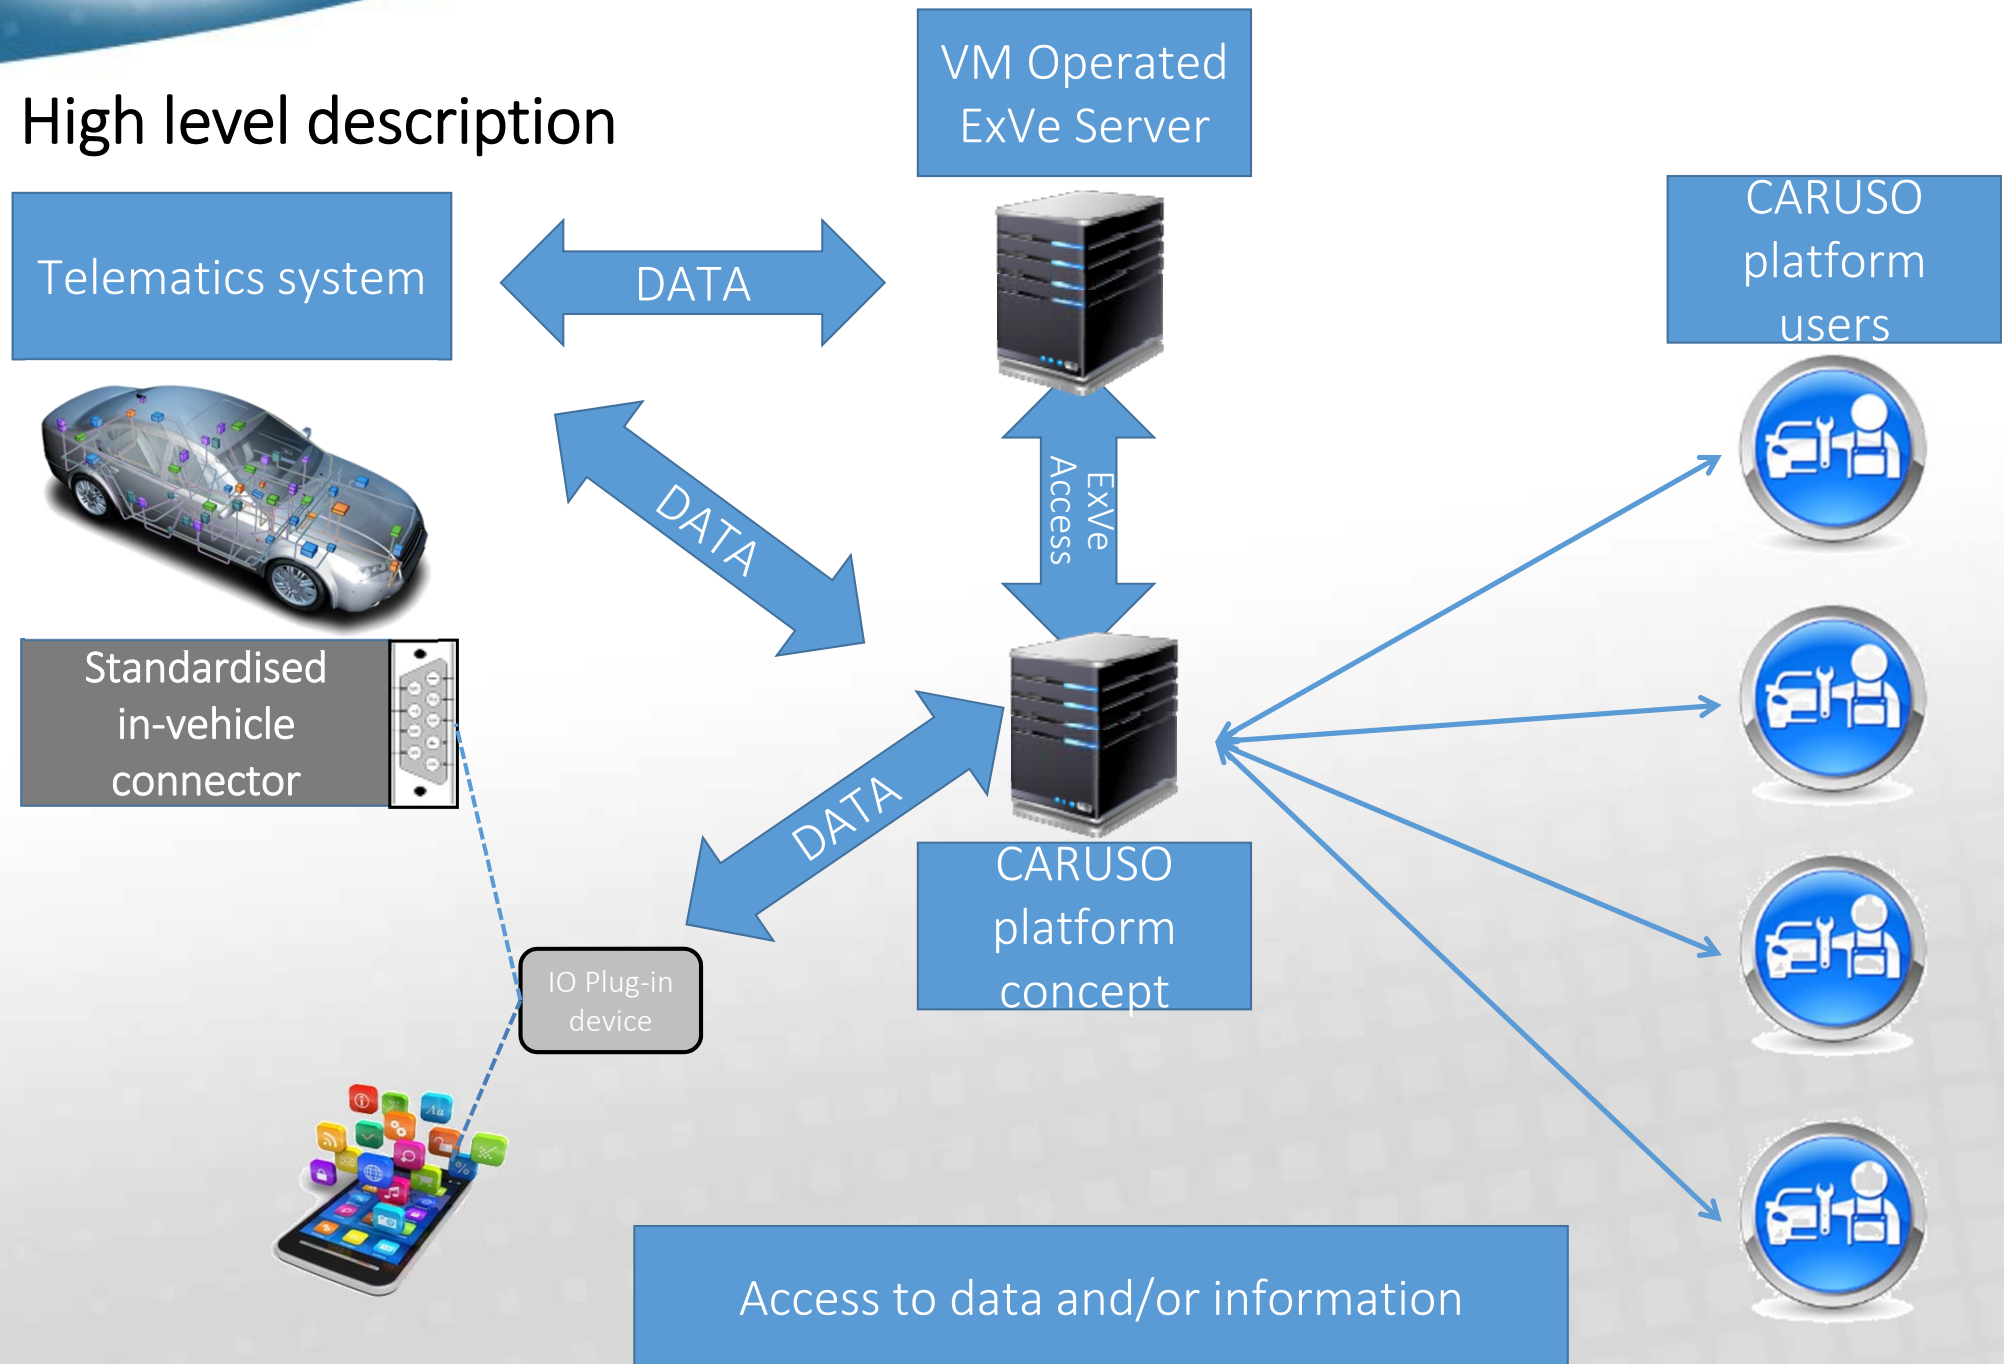 VM Operated
ExVe Server
High level description
Telematics system
DATA
CARUSO
platform
users
DATA
ExVe
Access
Standardised
in-vehicle
connector
DATA
CARUSO
platform
concept
IO Plug-in
device
Aa
%
Access to data and/or information